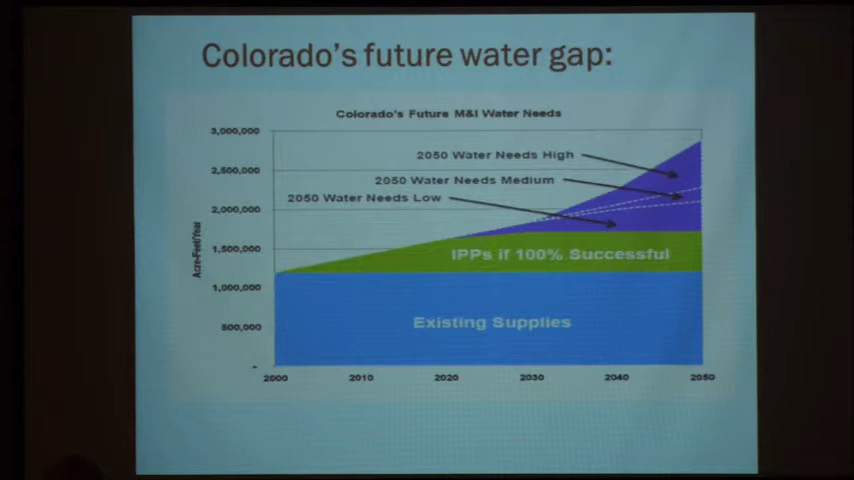 Colorado's future water gap:
Colorado's Future M&I Water Needs
3,000,000
2,500,000
2,000,000
1,500,000
1,000,000
500,000
-
Acre-Feet/Year
2050 Water Needs High
2050 Water Needs Medium
2050 Water Needs Low
IPPs if 100% Successful
Existing Supplies
2000 2010 2020 2030 2040 2050